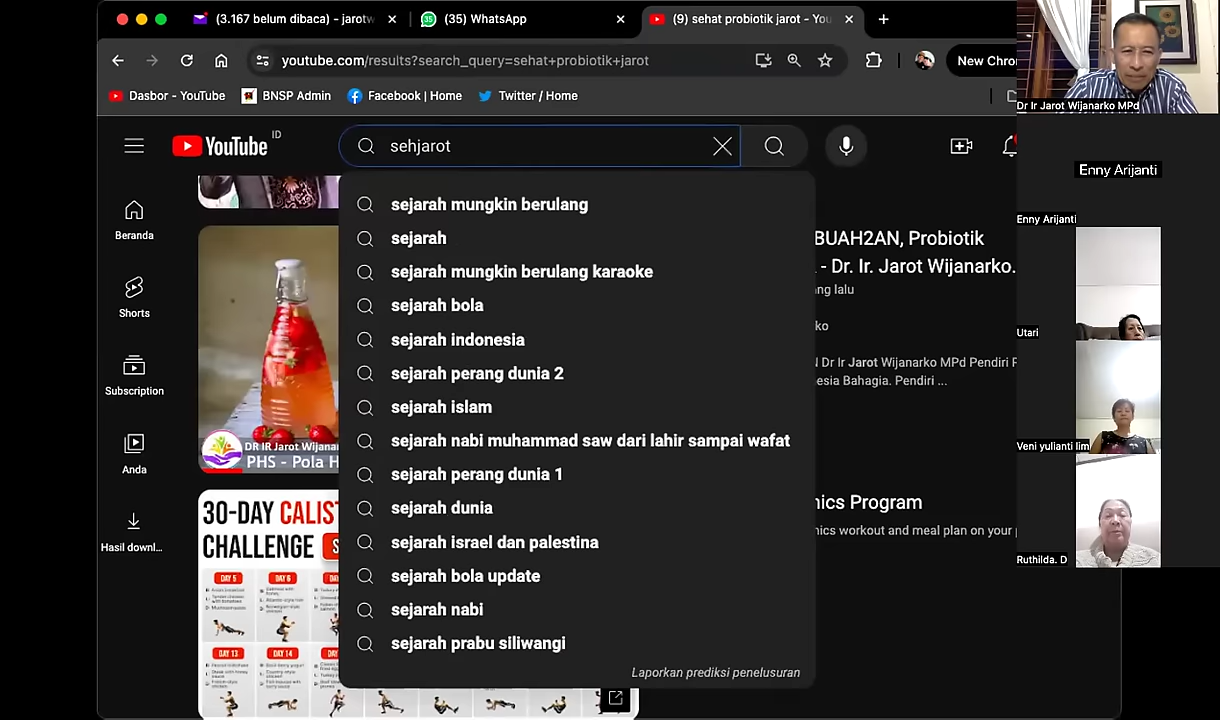 (3.167 belum dibaca) - jarotw
(35) WhatsApp
(9) sehat probiotik jarot - You
youtube.com/results?search_query=sehat+probiotik+jarot
New Chro
Dasbor - YouTube
BNSP Admin
Facebook | Home
Twitter / Home
YouTube ID
sehjarot
Beranda
Shorts
Subscription
Anda
Hasil downl...
sejarah mungkin berulang
sejarah
sejarah mungkin berulang karaoke
sejarah bola
sejarah indonesia
sejarah perang dunia 2
sejarah islam
sejarah nabi muhammad saw dari lahir sampai wafat
sejarah perang dunia 1
sejarah dunia
sejarah israel dan palestina
sejarah bola update
sejarah nabi
sejarah prabu siliwangi
Laporkan prediksi penelusuran
DR IR Jarot Wijanar
PHS - Pola H
30-DAY CALIST
CHALLENGE
DAY 5
DAY 6
DAY 13
DAY 14
BUAH2AN, Probiotik
- Dr. Ir. Jarot Wijanarko.
ng lalu
ko
N Dr Ir Jarot Wijanarko MPd Pendiri P
esia Bahagia. Pendiri ...
nics Program
nics workout and meal plan on your p
Dr Ir Jarot Wijanarko MPd
Enny Arijanti
Enny Arijanti
Utari
Veni yulianti lim
Ruthilda. D